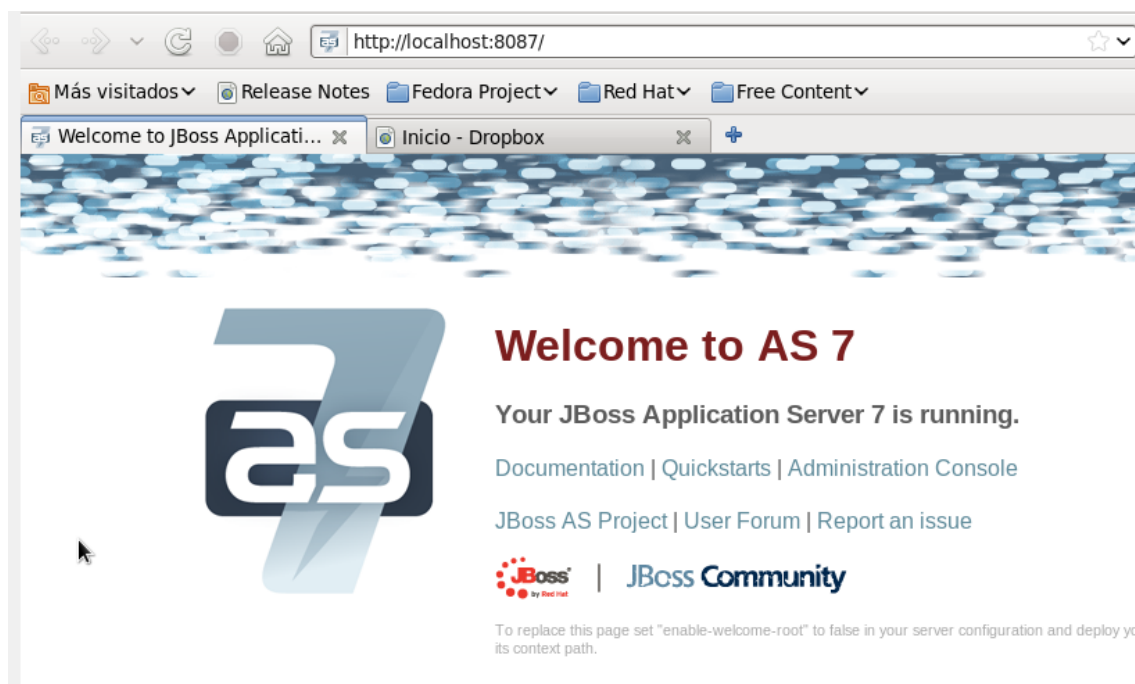 http://localhost:8087/
Más visitados Release Notes Fedora Project Red Hat Free Content
Welcome to JBoss Applicati... Inicio - Dropbox
as7
Welcome to AS 7
Your JBoss Application Server 7 is running.
Documentation | Quickstarts | Administration Console
JBoss AS Project | User Forum | Report an issue
JBoss by Red Hat | JBoss Community
To replace this page set "enable-welcome-root" to false in your server configuration and deploy
its context path.